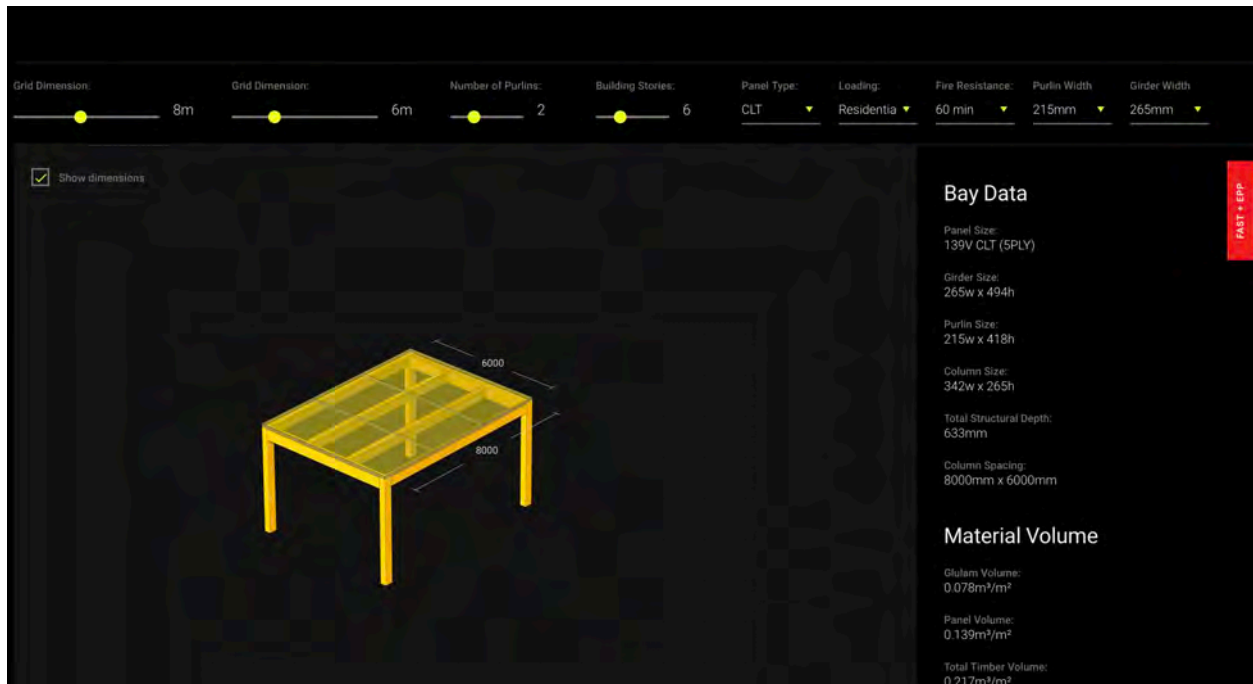 Grid Dimension:
8m
Grid Dimension:
6m
Number of Purlins:
2
Building Stories:
6
Panel Type:
CLT
Loading:
Residentia
Fire Resistance:
60 min
Purlin Width
215mm
Girder Width
265mm
Show dimensions
6000
8000
Bay Data
Panel Size:
139V CLT (5PLY)
Girder Size:
265w x 494h
Purlin Size:
215w x 418h
Column Size:
342w x 265h
Total Structural Depth:
633mm
Column Spacing:
8000mm x 6000mm
Material Volume
Glulam Volume:
0.078m³/m²
Panel Volume:
0.139m³/m²
Total Timber Volume:
0.217m³/m²
FAST + EPP